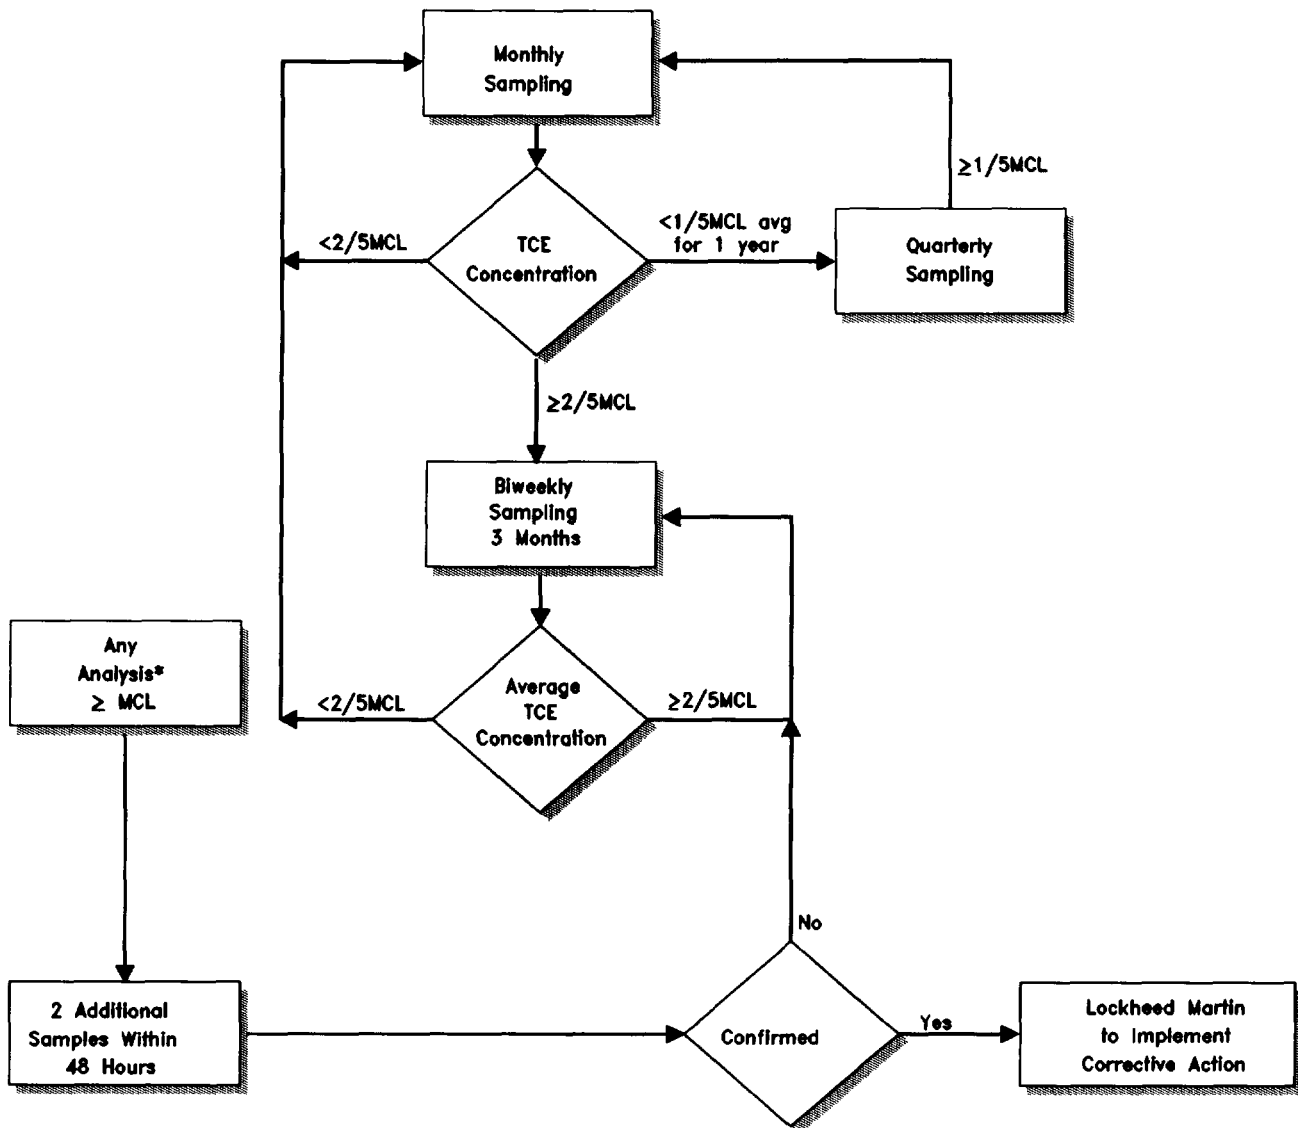 Monthly
Sampling
≥1/5MCL
<2/5MCL
TCE
Concentration
<1/5MCL avg
for 1 year
Quarterly
Sampling
≥2/5MCL
Biweekly
Sampling
3 Months
Any
Analysis*
≥ MCL
<2/5MCL
Average
TCE
Concentration
≥2/5MCL
No
2 Additional
Samples Within
48 Hours
Confirmed
Yes
Lockheed Martin
to Implement
Corrective Action